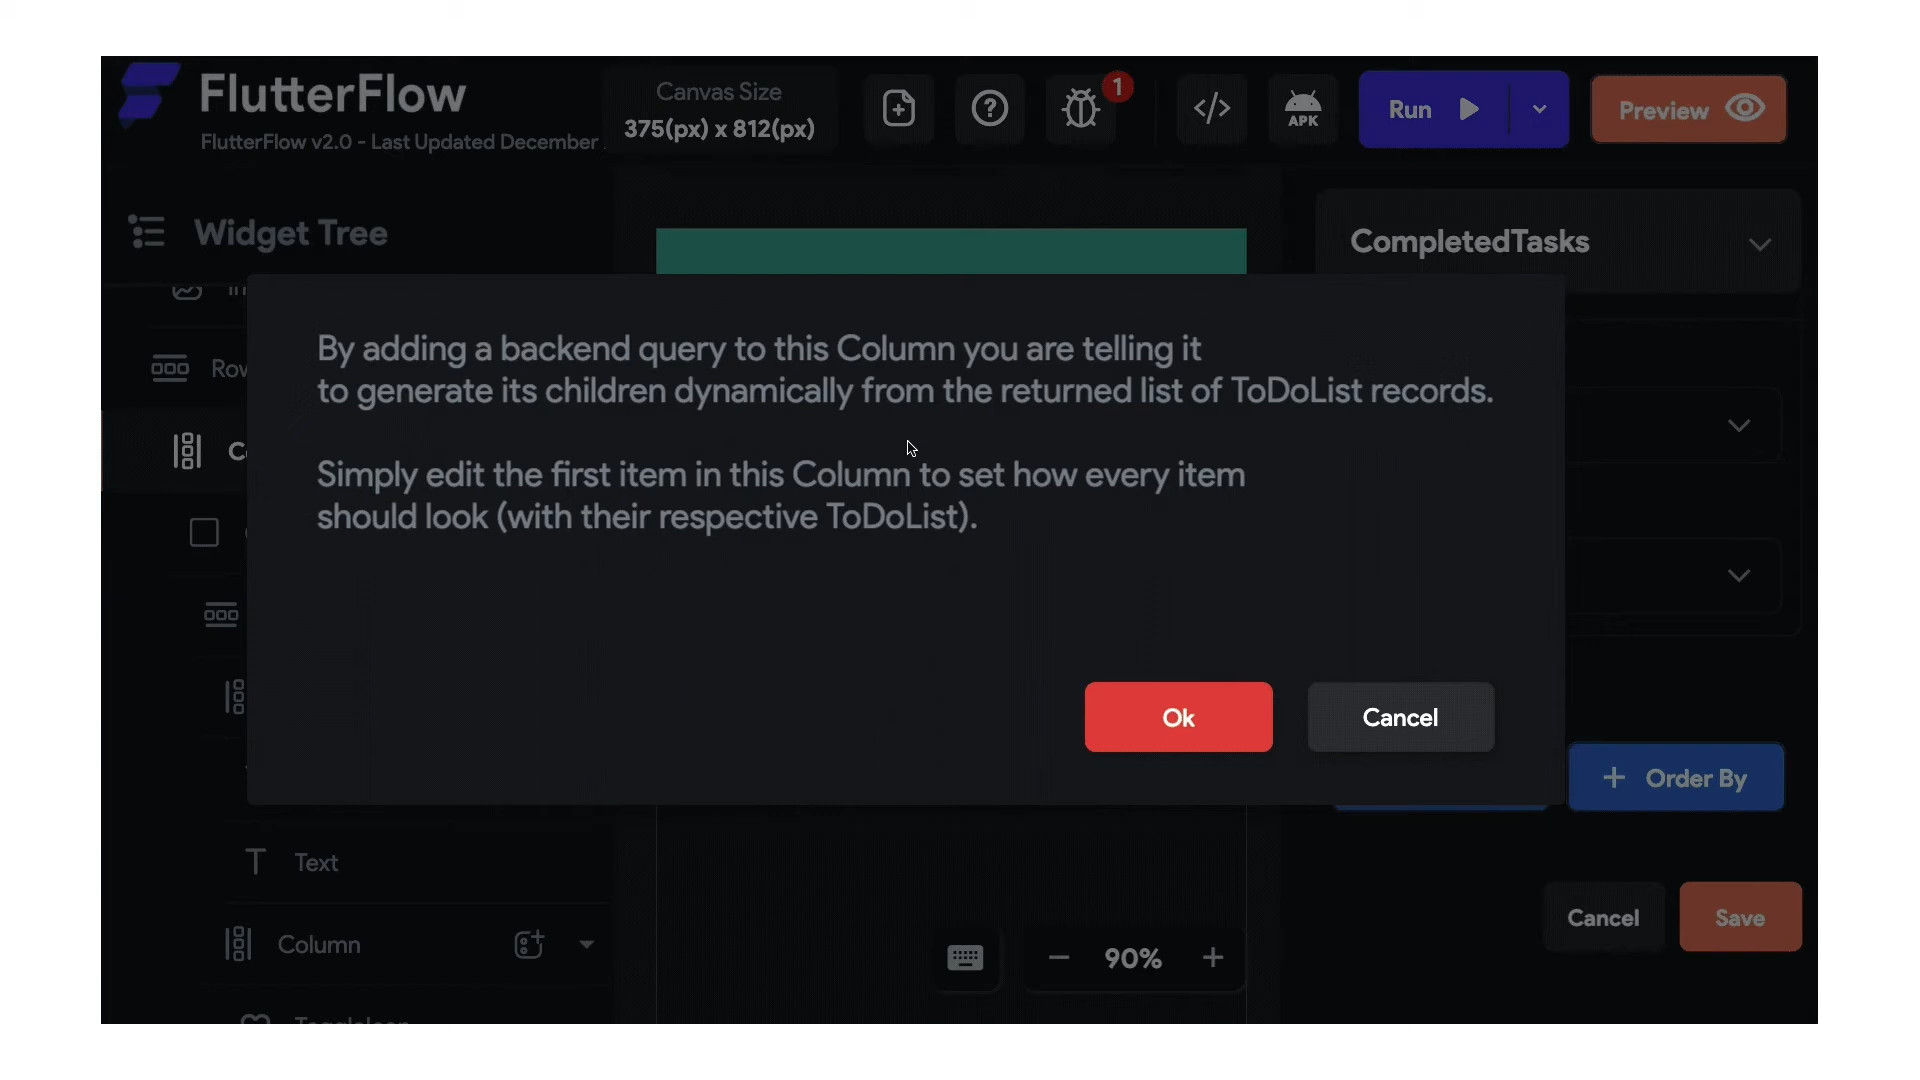 FlutterFlow
FlutterFlow v2.0 - Last Updated December
Canvas Size
375(px) x 812(px)
1
APK
Run
Preview
Widget Tree
CompletedTasks
By adding a backend query to this Column you are telling it
to generate its children dynamically from the returned list of ToDoList records.
Simply edit the first item in this Column to set how every item
should look (with their respective ToDoList).
Ok
Cancel
+ Order By
Text
Column
90%
Cancel
Save